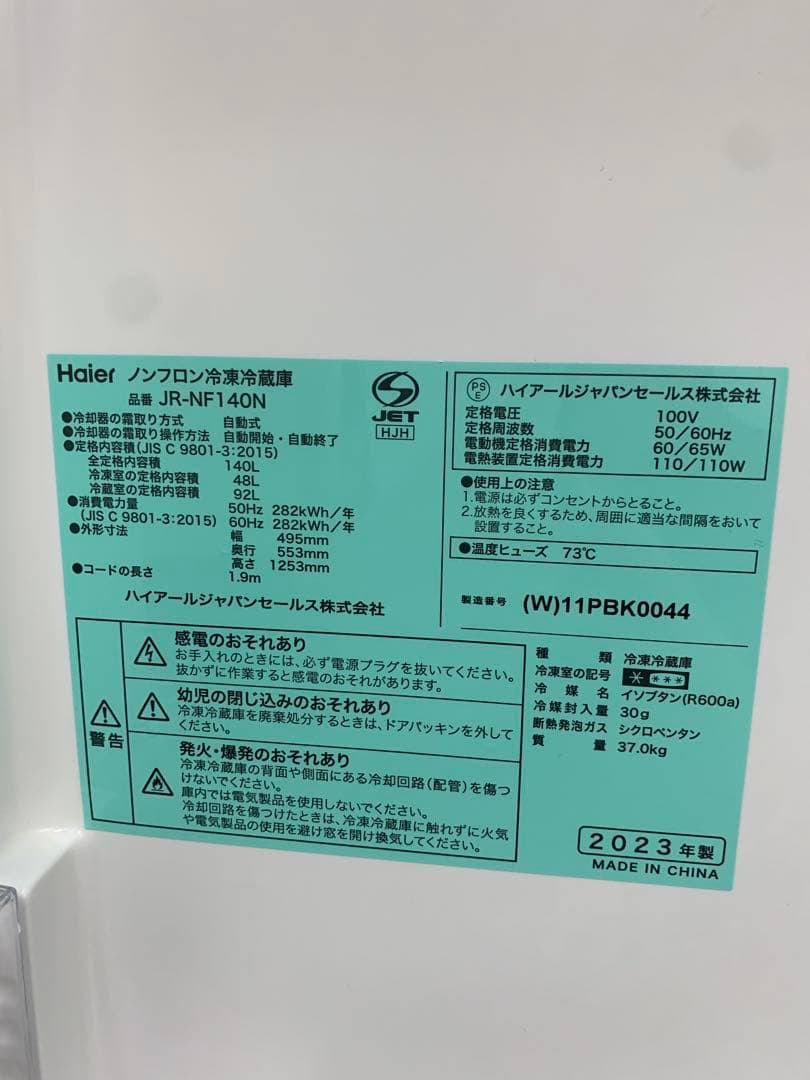 Haier ノンフロン冷凍冷蔵庫
品番 JR-NF140N
●冷却器の霜取り方式 自動式
●冷却器の霜取り操作方法 自動開始・自動終了
●定格内容積(JIS C 9801-3:2015)
全定格内容積 140L
冷凍室の定格内容積 48L
冷蔵室の定格内容積 92L
●消費電力量 50Hz 282kWh/年
(JIS C 9801-3:2015) 60Hz 282kWh/年
●外形寸法 幅 495mm
奥行 553mm
高さ 1253mm
●コードの長さ 1.9m
ハイアールジャパンセールス株式会社
S
JET
HJH
PSE ハイアールジャパンセールス株式会社
定格電圧 100V
定格周波数 50/60Hz
電動機定格消費電力 60/65W
電熱装置定格消費電力 110/110W
●使用上の注意
1.電源は必ずコンセントからとること。
2.放熱を良くするため、周囲に適当な間隔をおいて
設置すること。
●温度ヒューズ 73℃
製造番号 (W)11PBK0044
警告
感電のおそれあり
お手入れのときには、必ず電源プラグを抜いてください。
抜かずに作業すると感電のおそれがあります。
幼児の閉じ込めのおそれあり
冷凍冷蔵庫を廃棄処分するときは、ドアパッキンを外して
ください。
発火・爆発のおそれあり
冷凍冷蔵庫の背面や側面にある冷却回路(配管)を傷つ
けないでください。
庫内では電気製品を使用しないでください。
冷却回路を傷つけたときは、冷凍冷蔵庫に触れずに火気
や電気製品の使用を避け窓を開け換気してください。
種類 冷凍冷蔵庫
冷凍室の記号 * ***
冷媒名 イソブタン(R600a)
冷媒封入量 30g
断熱発泡ガス シクロペンタン
質量 37.0kg
2023年製
MADE IN CHINA